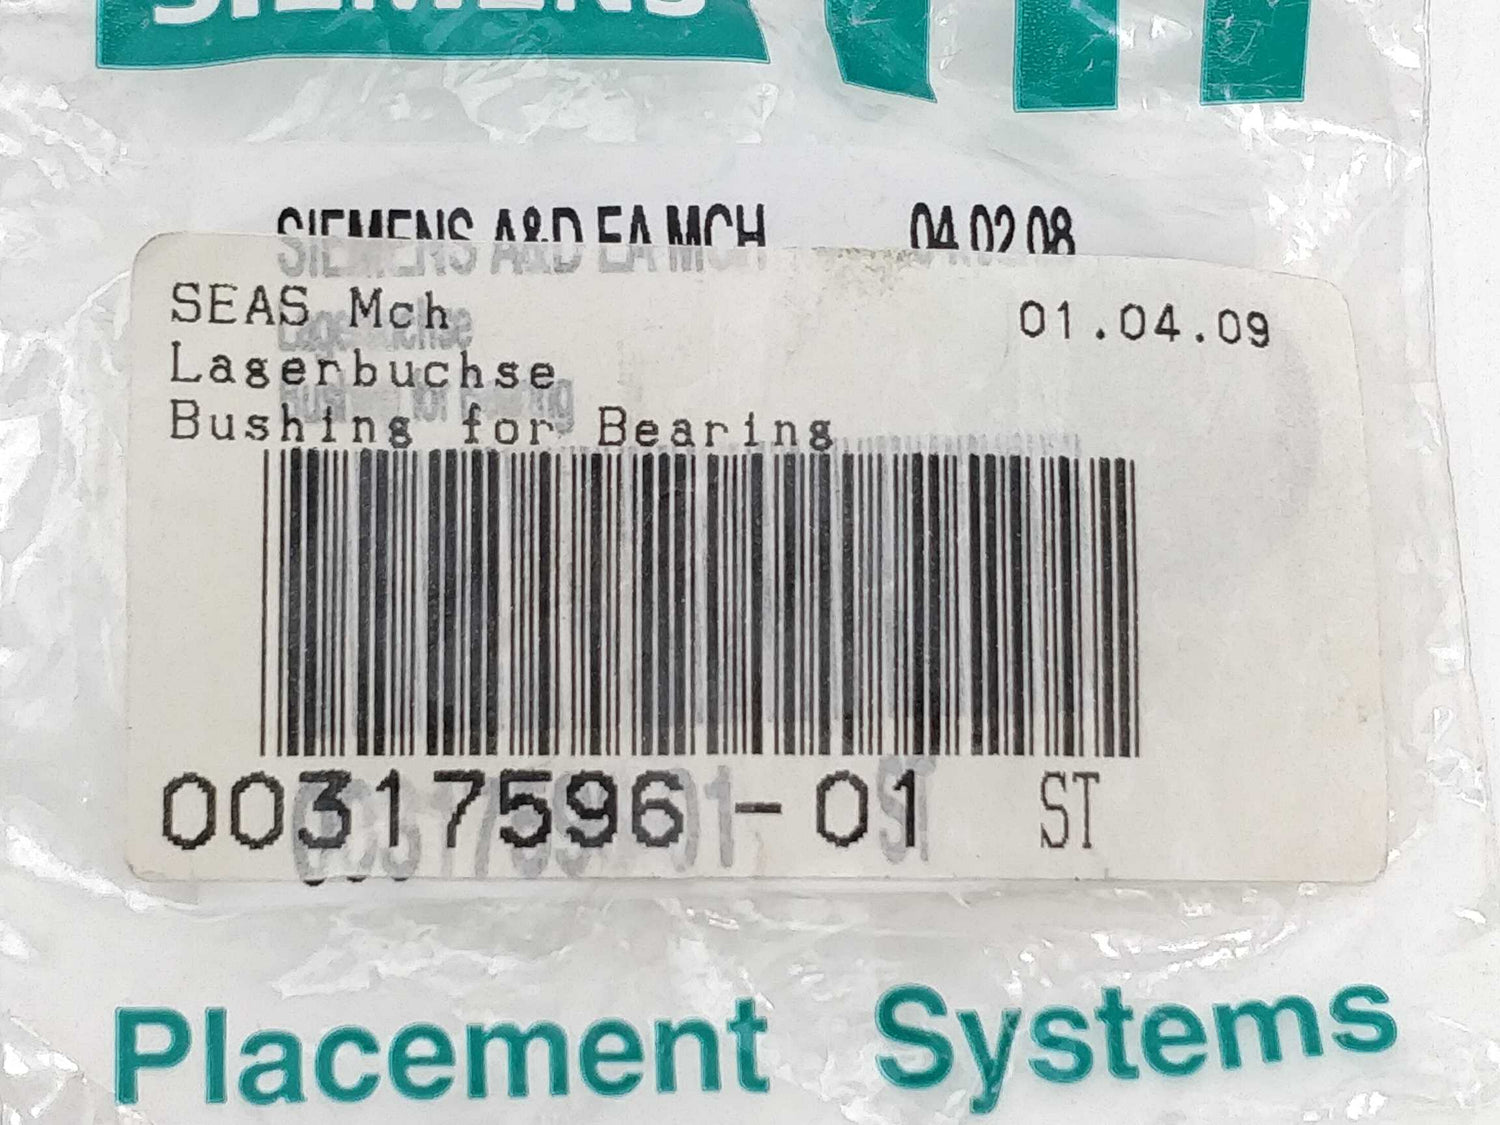 SIEMENS
SIEMENS A&D EA MCH 04.02.08
SEAS Mch 01.04.09
Lagerbuchse
Bushing for Bearing
00317596-01 ST
Placement Systems